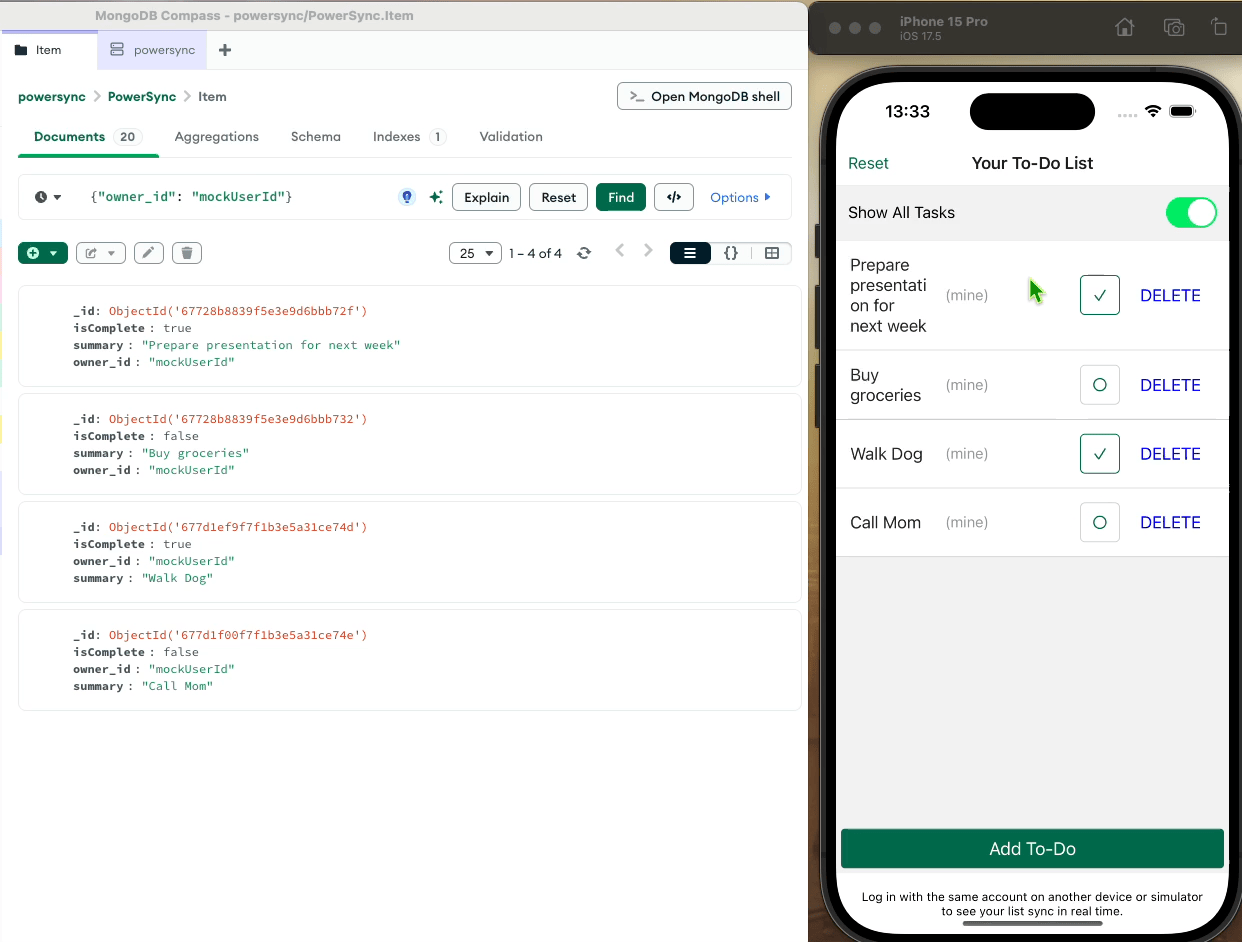 MongoDB Compass - powersync/PowerSync.Item
Item
powersync
powersync
PowerSync
Item
>_ Open MongoDB shell
Documents 20
Aggregations
Schema
Indexes 1
Validation
{"owner_id": "mockUserId"}
Explain
Reset
Find
</>
Options
25
1 – 4 of 4
{}
_id: ObjectId('67728b8839f5e3e9d6bbb72f')
isComplete : true
summary : "Prepare presentation for next week"
owner_id : "mockUserId"
_id: ObjectId('67728b8839f5e3e9d6bbb732')
isComplete : false
summary : "Buy groceries"
owner_id : "mockUserId"
_id: ObjectId('677d1ef9f7f1b3e5a31ce74d')
isComplete : true
owner_id : "mockUserId"
summary : "Walk Dog"
_id: ObjectId('677d1f00f7f1b3e5a31ce74e')
isComplete : false
owner_id : "mockUserId"
summary : "Call Mom"
iPhone 15 Pro
iOS 17.5
13:33
Reset
Your To-Do List
Show All Tasks
Prepare
presentati
on for
next week
(mine)
DELETE
Buy
groceries
(mine)
DELETE
Walk Dog
(mine)
DELETE
Call Mom
(mine)
DELETE
Add To-Do
Log in with the same account on another device or simulator
to see your list sync in real time.